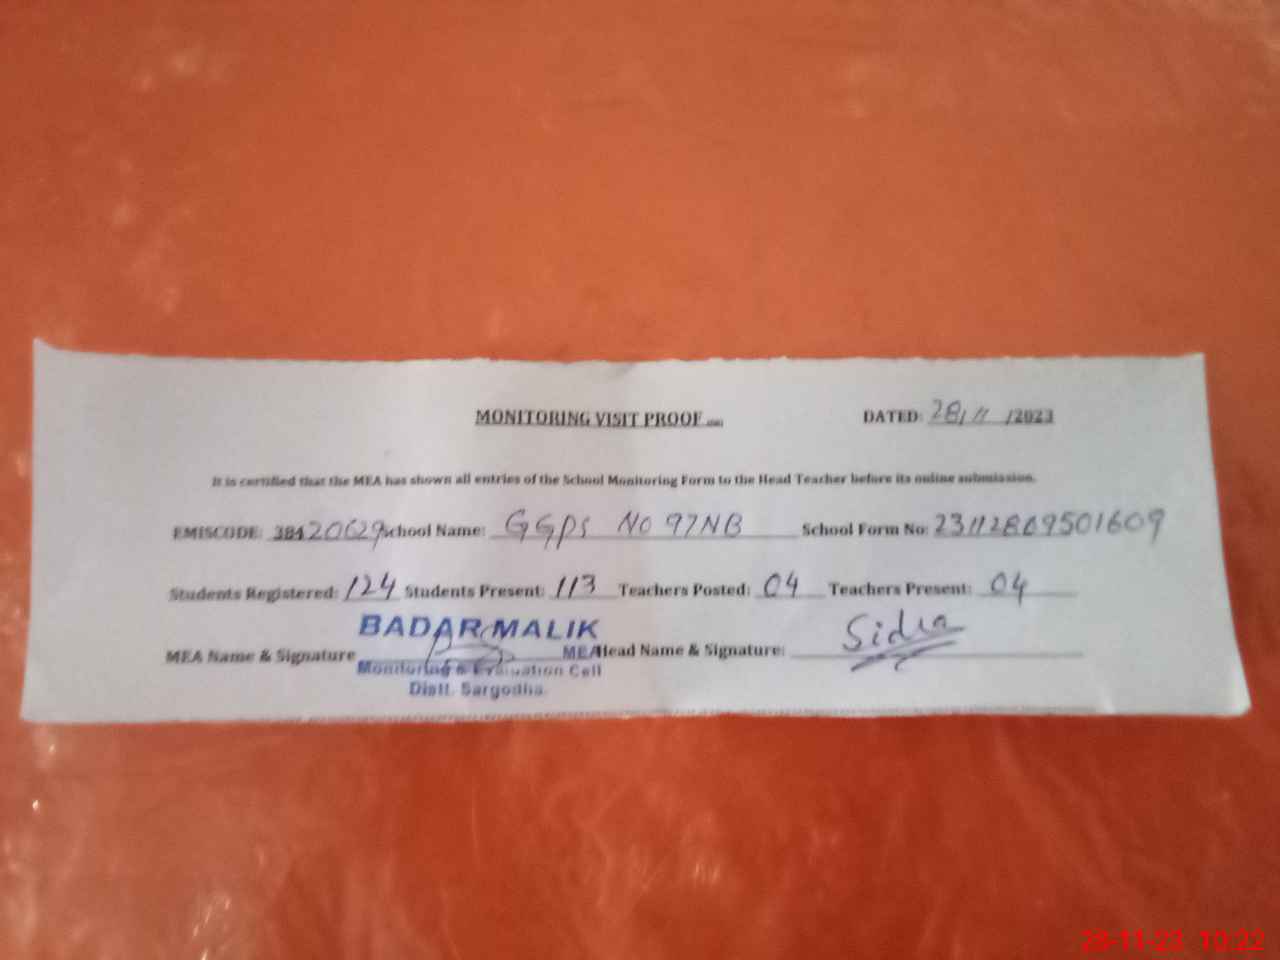 MONITORING VISIT PROOF
DATED: 28/11/2023
It is certified that the MEA has shown all entries of the School Monitoring Form to the Head Teacher before its online submission.
EMISCODE: 38420629 School Name: GGPS No 97NB School Form No: 23112809501609
Students Registered: 124 Students Present: 113 Teachers Posted: 04 Teachers Present: 04
BADAR MALIK
MEA Name & Signature MEA Head Name & Signature: Sidra
Monitoring & Evaluation Cell
Distt. Sargodha.
28-11-23 10:22